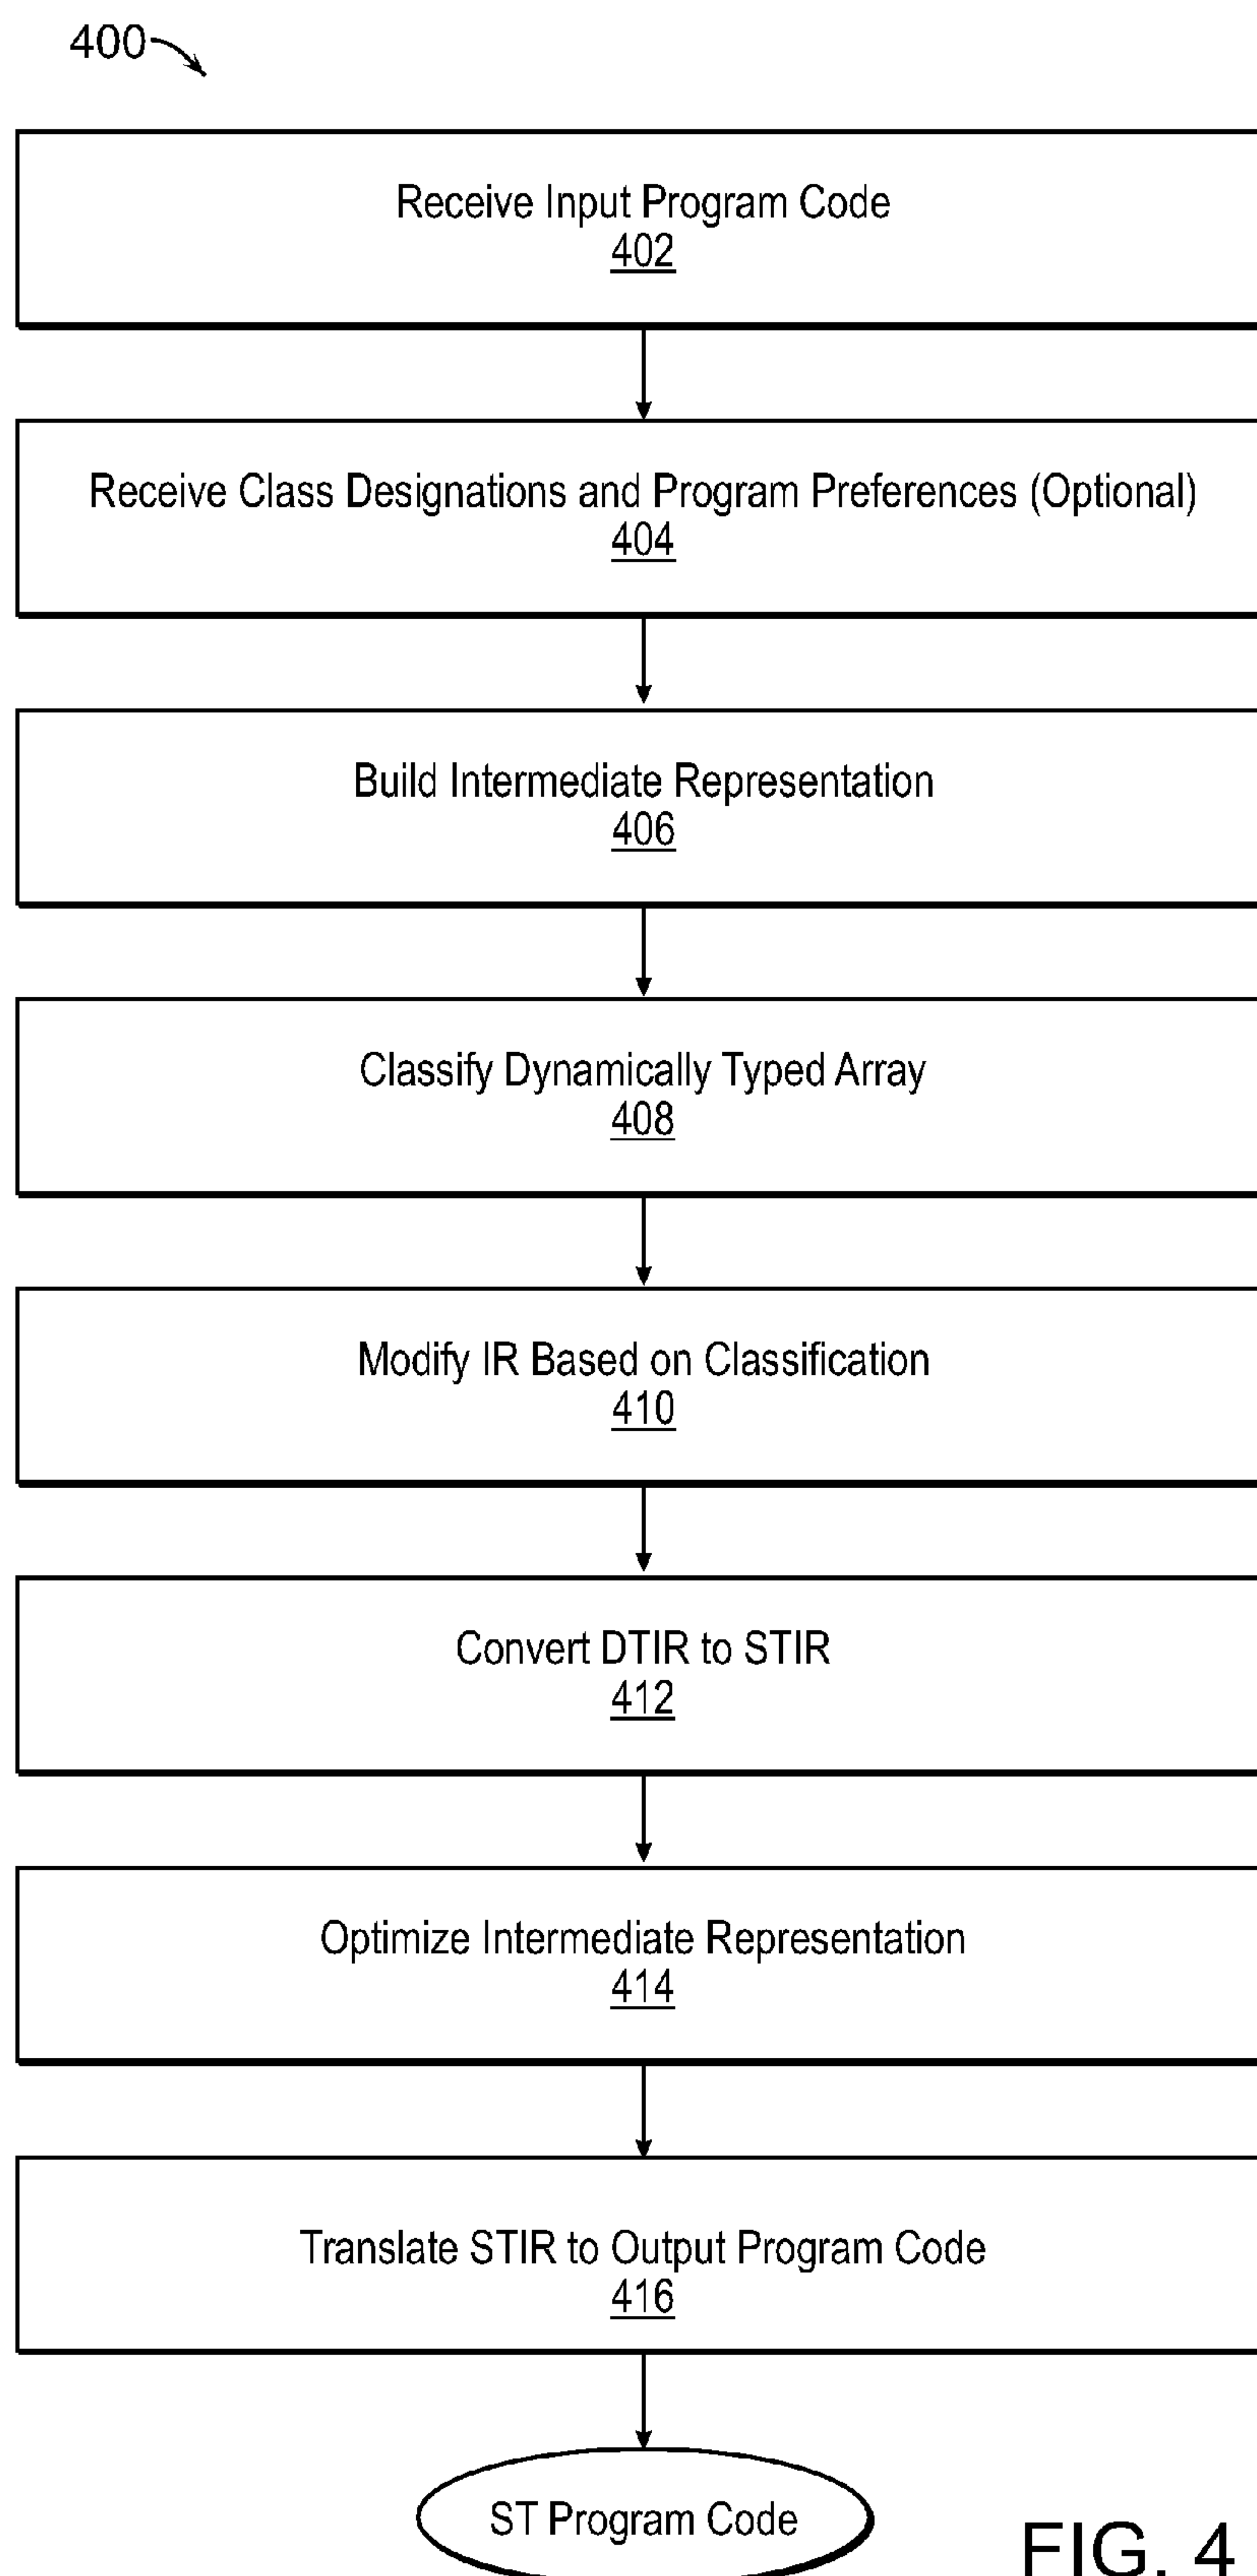 400
Receive Input Program Code
402
Receive Class Designations and Program Preferences (Optional)
404
Build Intermediate Representation
406
Classify Dynamically Typed Array
408
Modify IR Based on Classification
410
Convert DTIR to STIR
412
Optimize Intermediate Representation
414
Translate STIR to Output Program Code
416
ST Program Code
FIG. 4